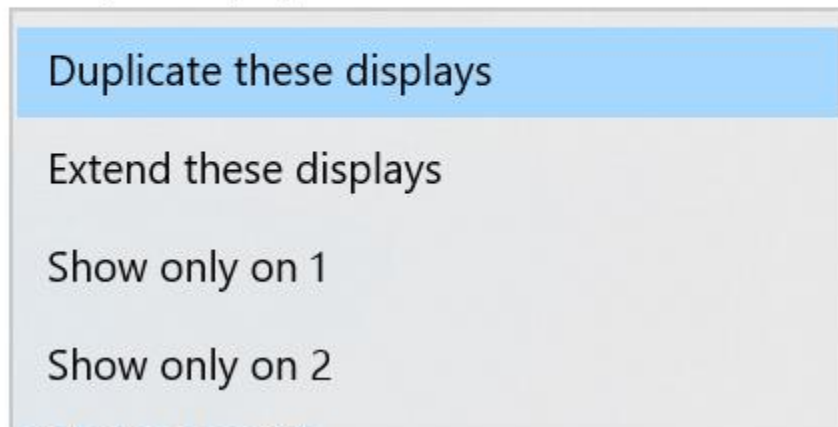 Duplicate these displays
Extend these displays
Show only on 1
Show only on 2